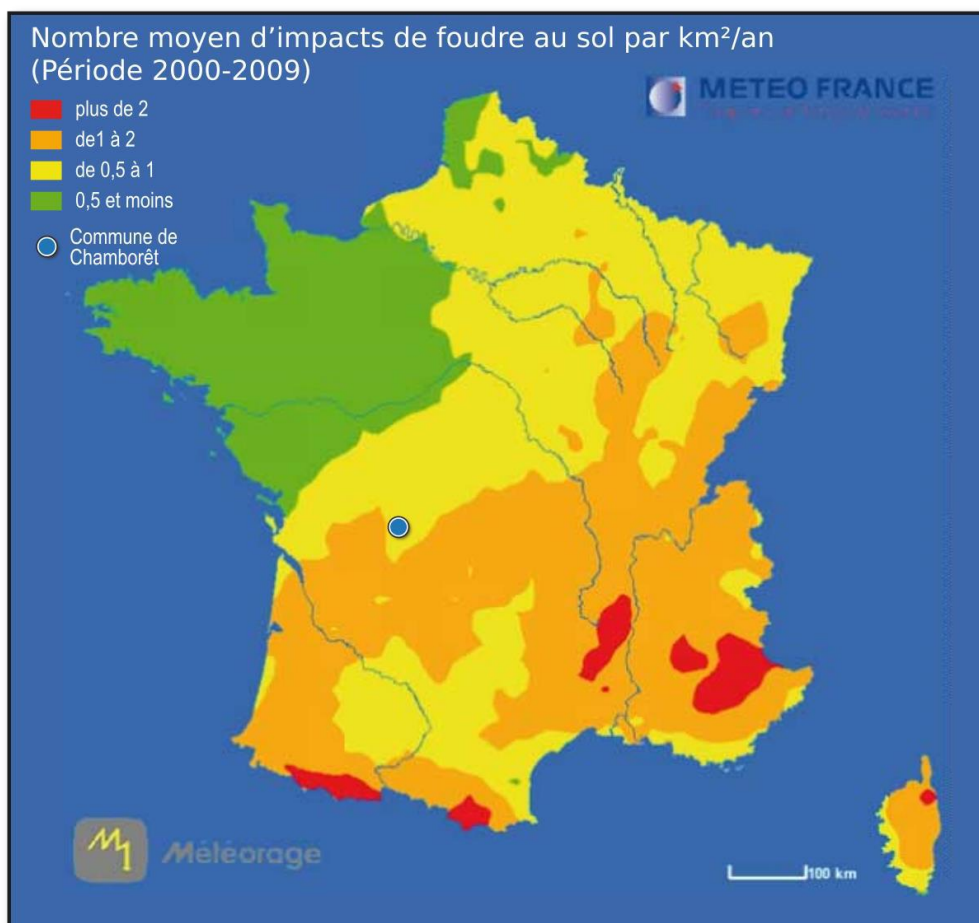 Nombre moyen d’impacts de foudre au sol par km²/an
(Période 2000-2009)
METEO FRANCE
plus de 2
de1 à 2
de 0,5 à 1
0,5 et moins
Commune de
Chamborêt
Météorage
100 km